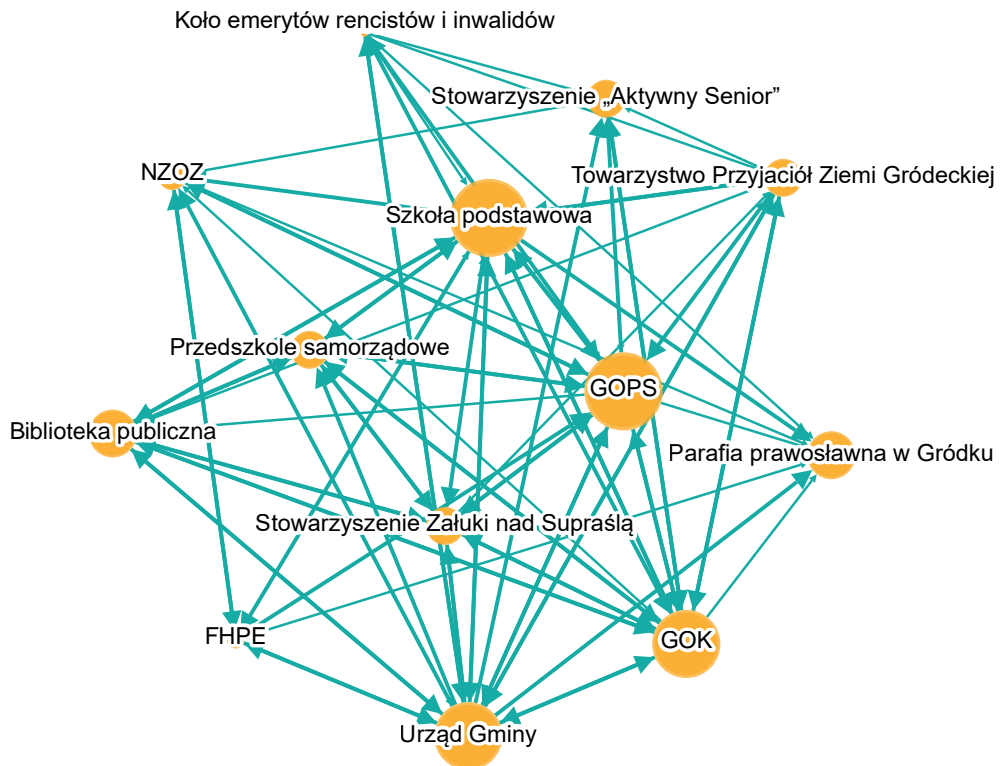 Koło emerytów rencistów i inwalidów
Stowarzyszenie „Aktywny Senior”
NZOZ
Towarzystwo Przyjaciół Ziemi Gródeckiej
Szkoła podstawowa
Przedszkole samorządowe
GOPS
Biblioteka publiczna
Parafia prawosławna w Gródku
Stowarzyszenie Załuki nad Supraślą
FHPE
GOK
Urząd Gminy